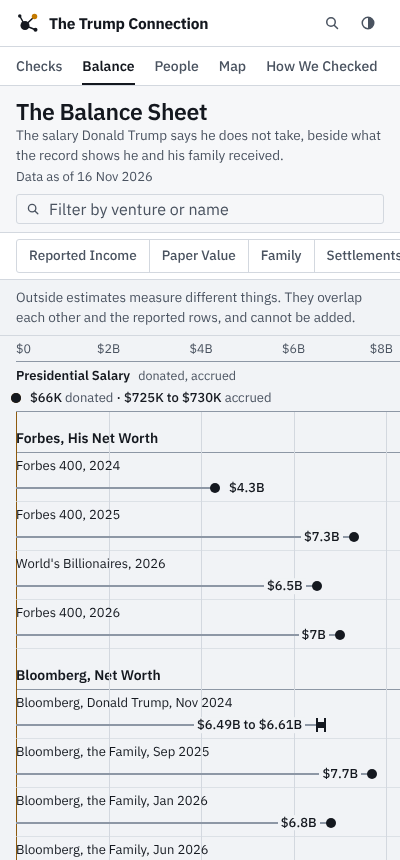 The Trump Connection
Checks Balance People Map How We Checked
The Balance Sheet
The salary Donald Trump says he does not take, beside what
the record shows he and his family received.
Data as of 16 Nov 2026
Filter by venture or name
Reported Income Paper Value Family Settlements
Outside estimates measure different things. They overlap
each other and the reported rows, and cannot be added.
$0 $2B $4B $6B $8B
Presidential Salary donated, accrued
$66K donated · $725K to $730K accrued
Forbes, His Net Worth
Forbes 400, 2024
$4.3B
Forbes 400, 2025
$7.3B
World's Billionaires, 2026
$6.5B
Forbes 400, 2026
$7B
Bloomberg, Net Worth
Bloomberg, Donald Trump, Nov 2024
$6.49B to $6.61B
Bloomberg, the Family, Sep 2025
$7.7B
Bloomberg, the Family, Jan 2026
$6.8B
Bloomberg, the Family, Jun 2026